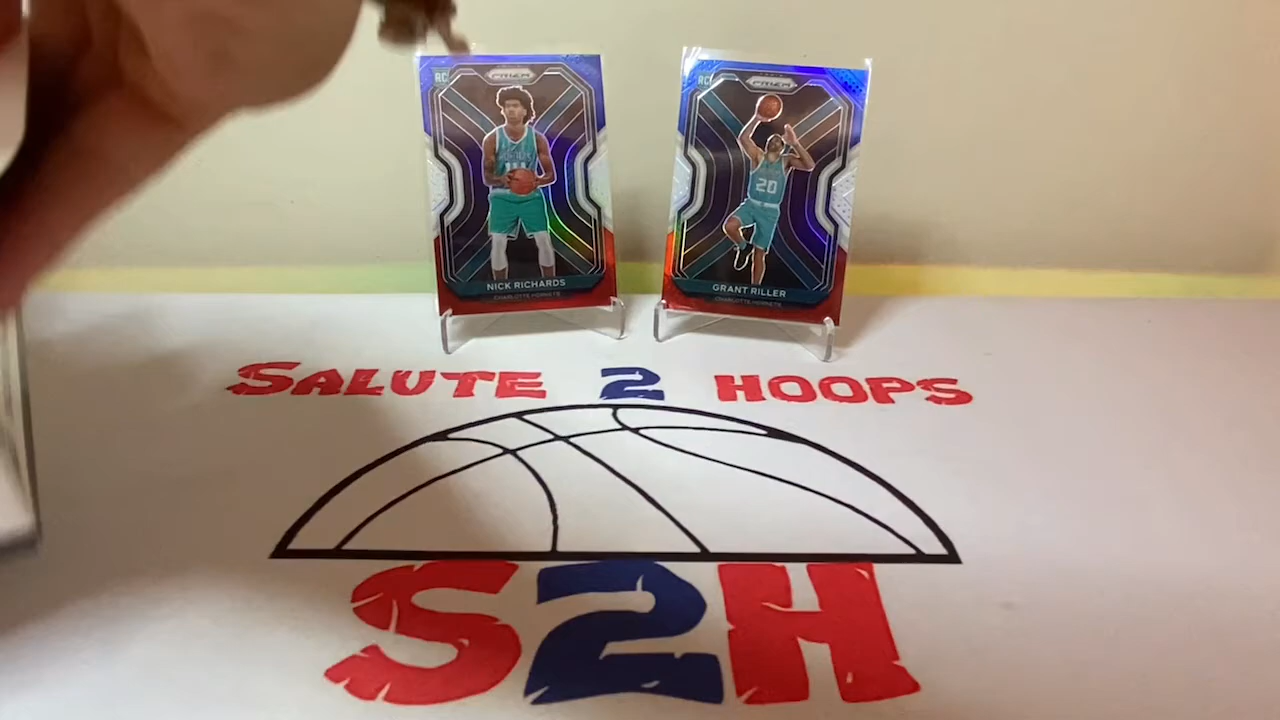 RC PRIZM
NICK RICHARDS
CHARLOTTE HORNETS
RC PRIZM
20
GRANT RILLER
CHARLOTTE HORNETS
SALUTE 2 HOOPS
S2H